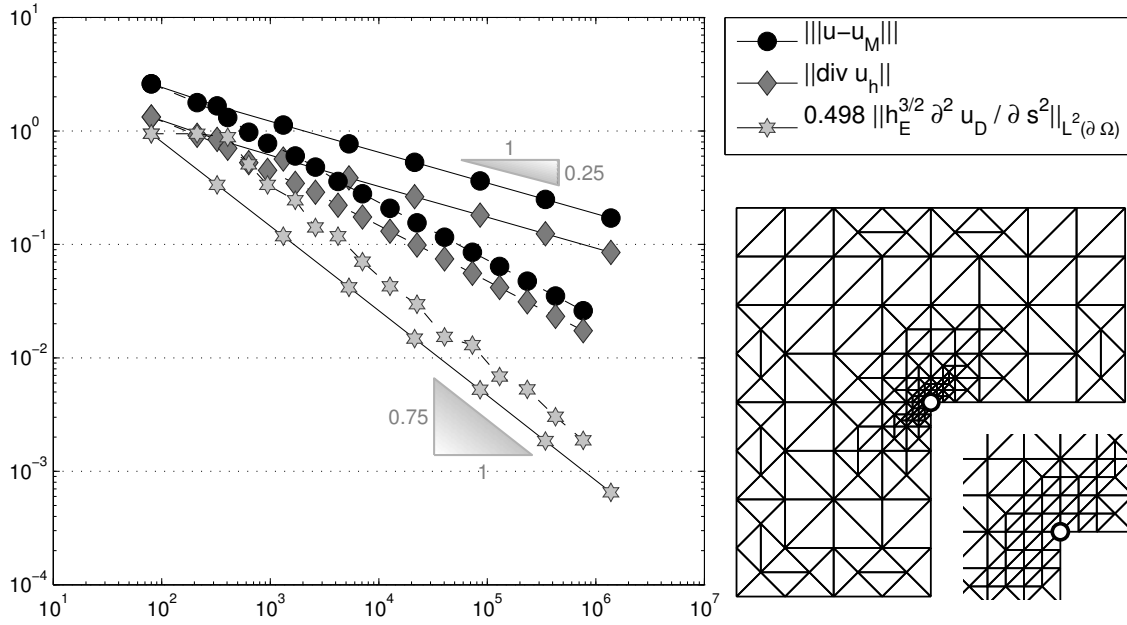 10^1
10^0
10^-1
10^-2
10^-3
10^-4
10^1 10^2 10^3 10^4 10^5 10^6 10^7
1
0.25
0.75
1
|||u−u_M|||
||div u_h||
0.498 ||h_E^{3/2} ∂^2 u_D / ∂ s^2||_{L^2(∂ Ω)}